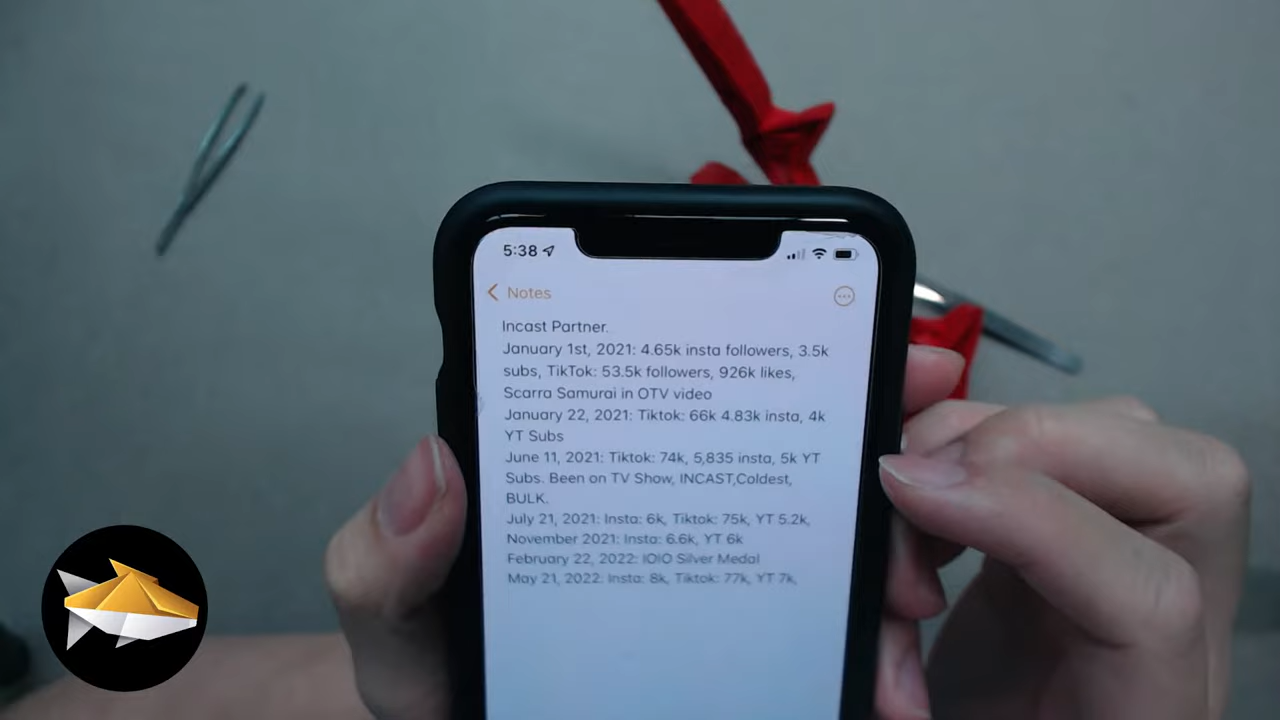 5:38
Notes
Incast Partner.
January 1st, 2021: 4.65k insta followers, 3.5k
subs, TikTok: 53.5k followers, 926k likes,
Scarra Samurai in OTV video
January 22, 2021: Tiktok: 66k 4.83k insta, 4k
YT Subs
June 11, 2021: Tiktok: 74k, 5,835 insta, 5k YT
Subs. Been on TV Show, INCAST,Coldest,
BULK.
July 21, 2021: Insta: 6k, Tiktok: 75k, YT 5.2k,
November 2021: Insta: 6.6k, YT 6k
February 22, 2022: IOIO Silver Medal
May 21, 2022: Insta: 8k, Tiktok: 77k, YT 7k,